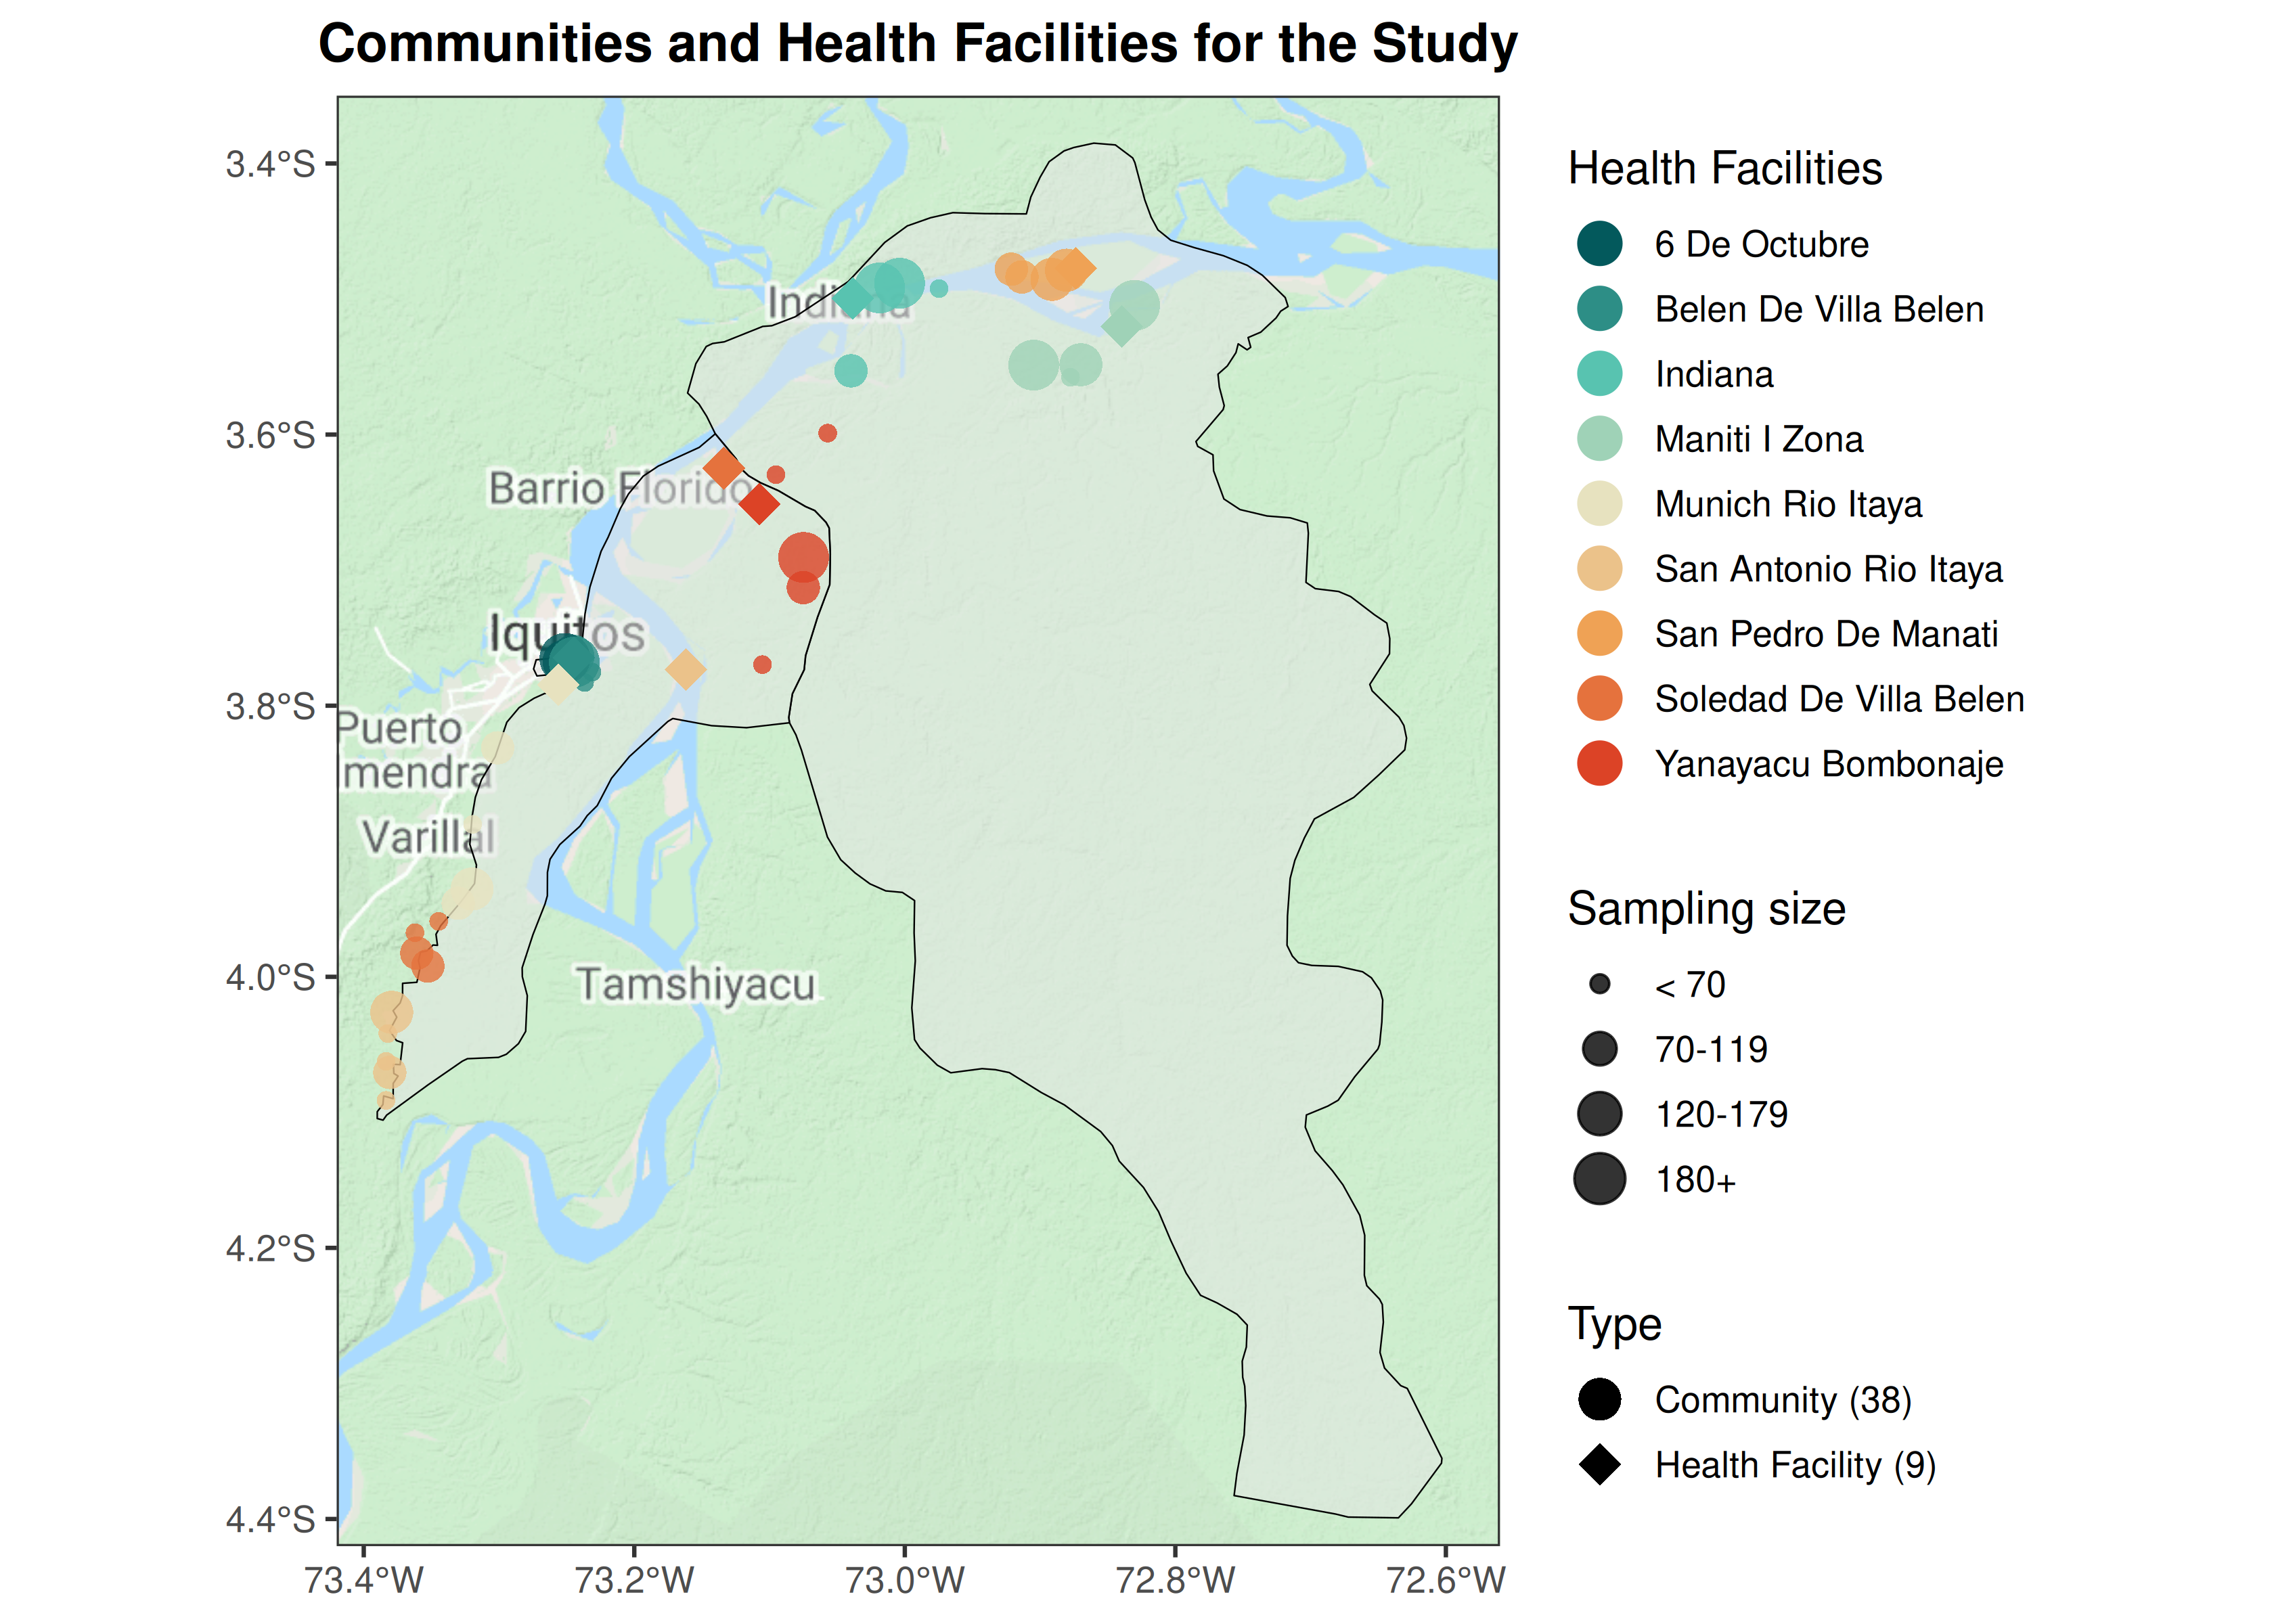 Communities and Health Facilities for the Study
3.4°S
3.6°S
3.8°S
4.0°S
4.2°S
4.4°S
73.4°W
73.2°W
73.0°W
72.8°W
72.6°W
Indiana
Barrio Florido
Iquitos
Puerto
mendra
Varillal
Tamshiyacu
Health Facilities
6 De Octubre
Belen De Villa Belen
Indiana
Maniti I Zona
Munich Rio Itaya
San Antonio Rio Itaya
San Pedro De Manati
Soledad De Villa Belen
Yanayacu Bombonaje
Sampling size
< 70
70-119
120-179
180+
Type
Community (38)
Health Facility (9)